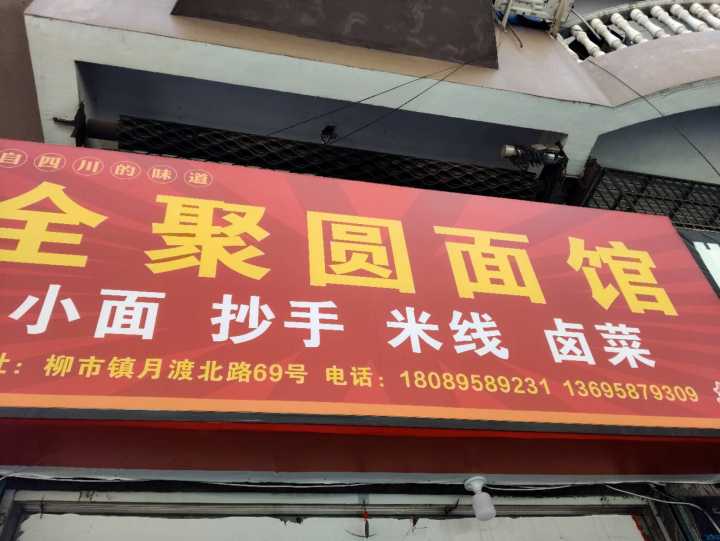 自四川的味道
全聚圆面馆
小面 抄手 米线 卤菜
址：柳市镇月渡北路69号 电话：18089589231 13695879309